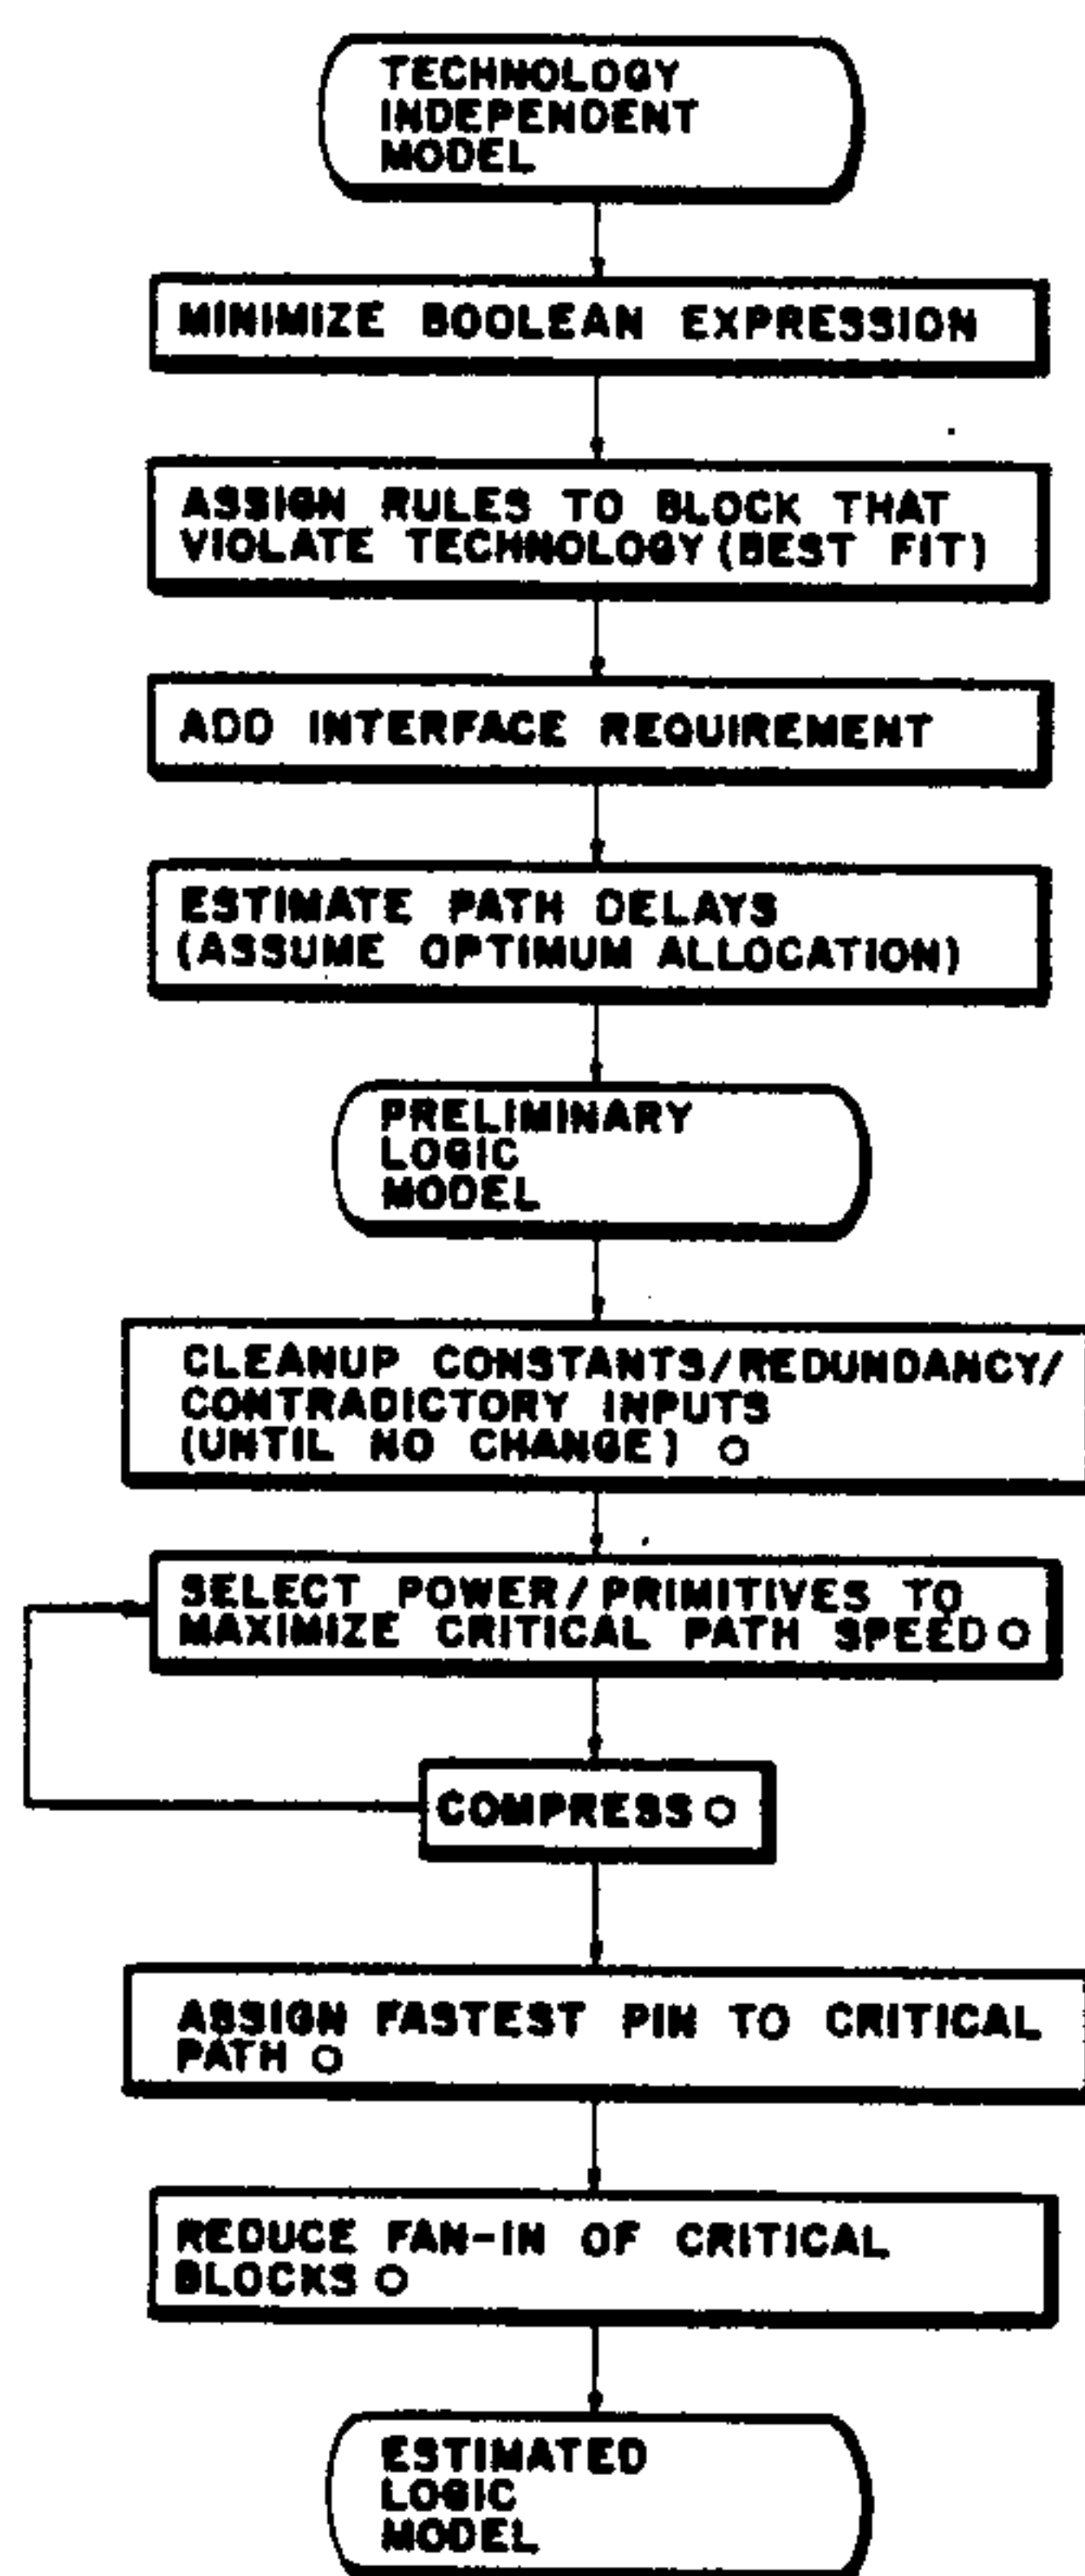 TECHNOLOGY
INDEPENDENT
MODEL
MINIMIZE BOOLEAN EXPRESSION
ASSIGN RULES TO BLOCK THAT
VIOLATE TECHNOLOGY (BEST FIT)
ADD INTERFACE REQUIREMENT
ESTIMATE PATH DELAYS
(ASSUME OPTIMUM ALLOCATION)
PRELIMINARY
LOGIC
MODEL
CLEANUP CONSTANTS/REDUNDANCY/
CONTRADICTORY INPUTS
(UNTIL NO CHANGE) O
SELECT POWER/PRIMITIVES TO
MAXIMIZE CRITICAL PATH SPEED O
COMPRESS O
ASSIGN FASTEST PIN TO CRITICAL
PATH O
REDUCE FAN-IN OF CRITICAL
BLOCKS O
ESTIMATED
LOGIC
MODEL